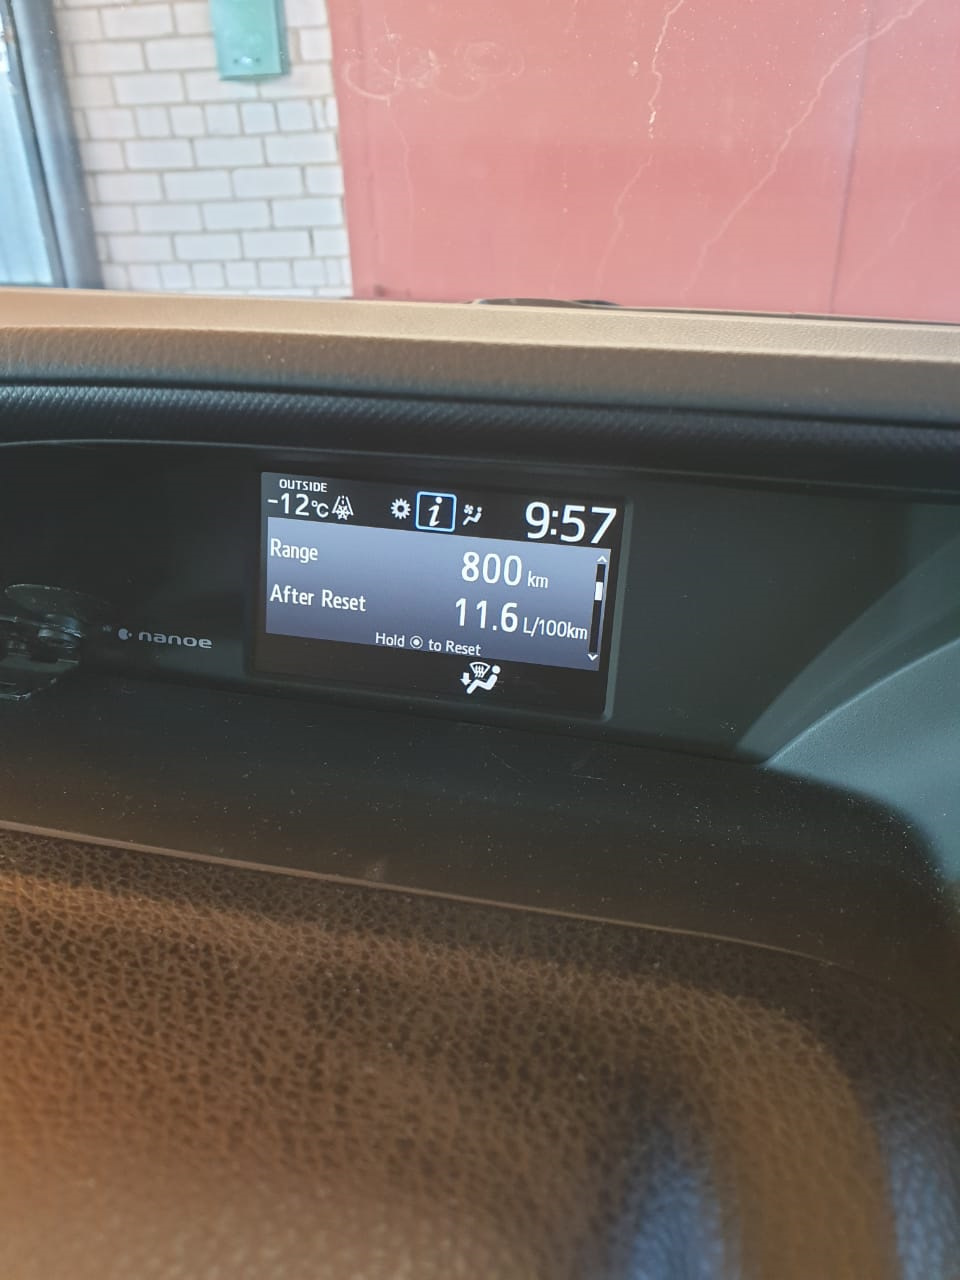 OUTSIDE
-12°C
i
9:57
Range 800 km
After Reset 11.6 L/100km
Hold ⦿ to Reset
nanoe